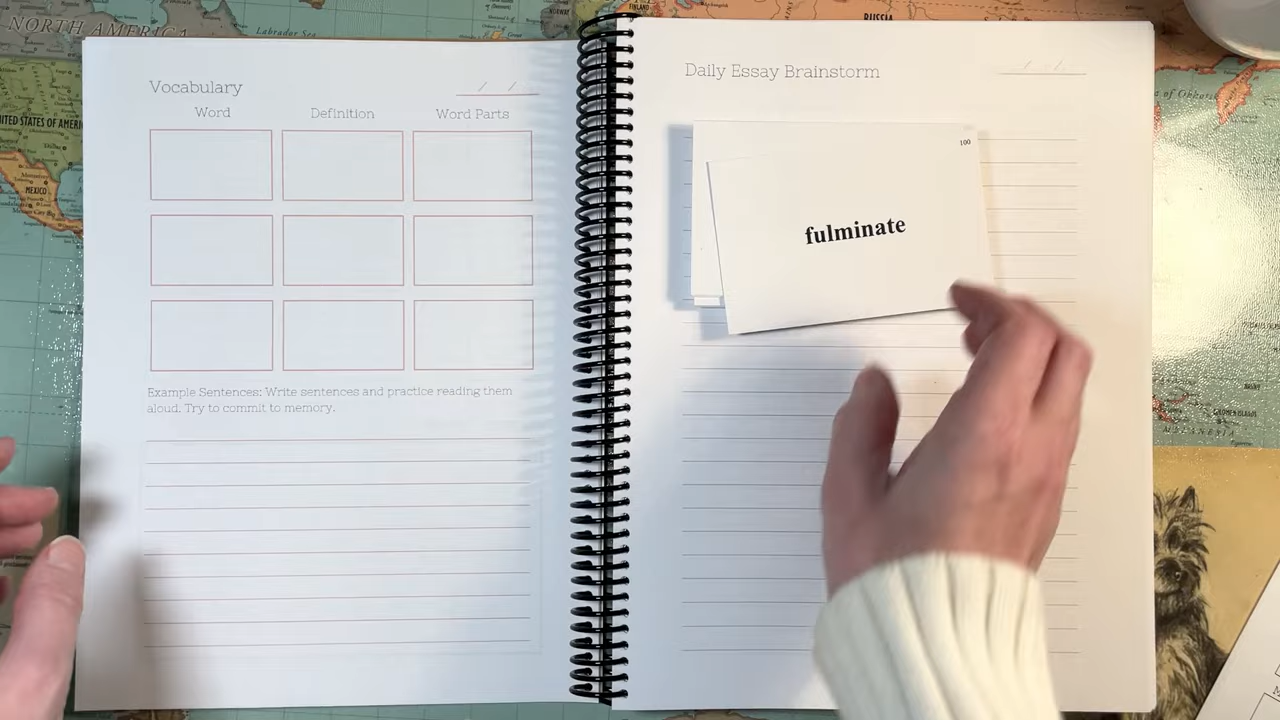 NORTH AMERICA
Labrador Sea
UNITED STATES OF AMERI
MEXICO
RUSSIA
Vocabulary
/ /
Word
Definition
Word Parts
Example Sentences: Write sentences and practice reading them
aloud. Try to commit to memory.
Daily Essay Brainstorm
/ /
100
fulminate